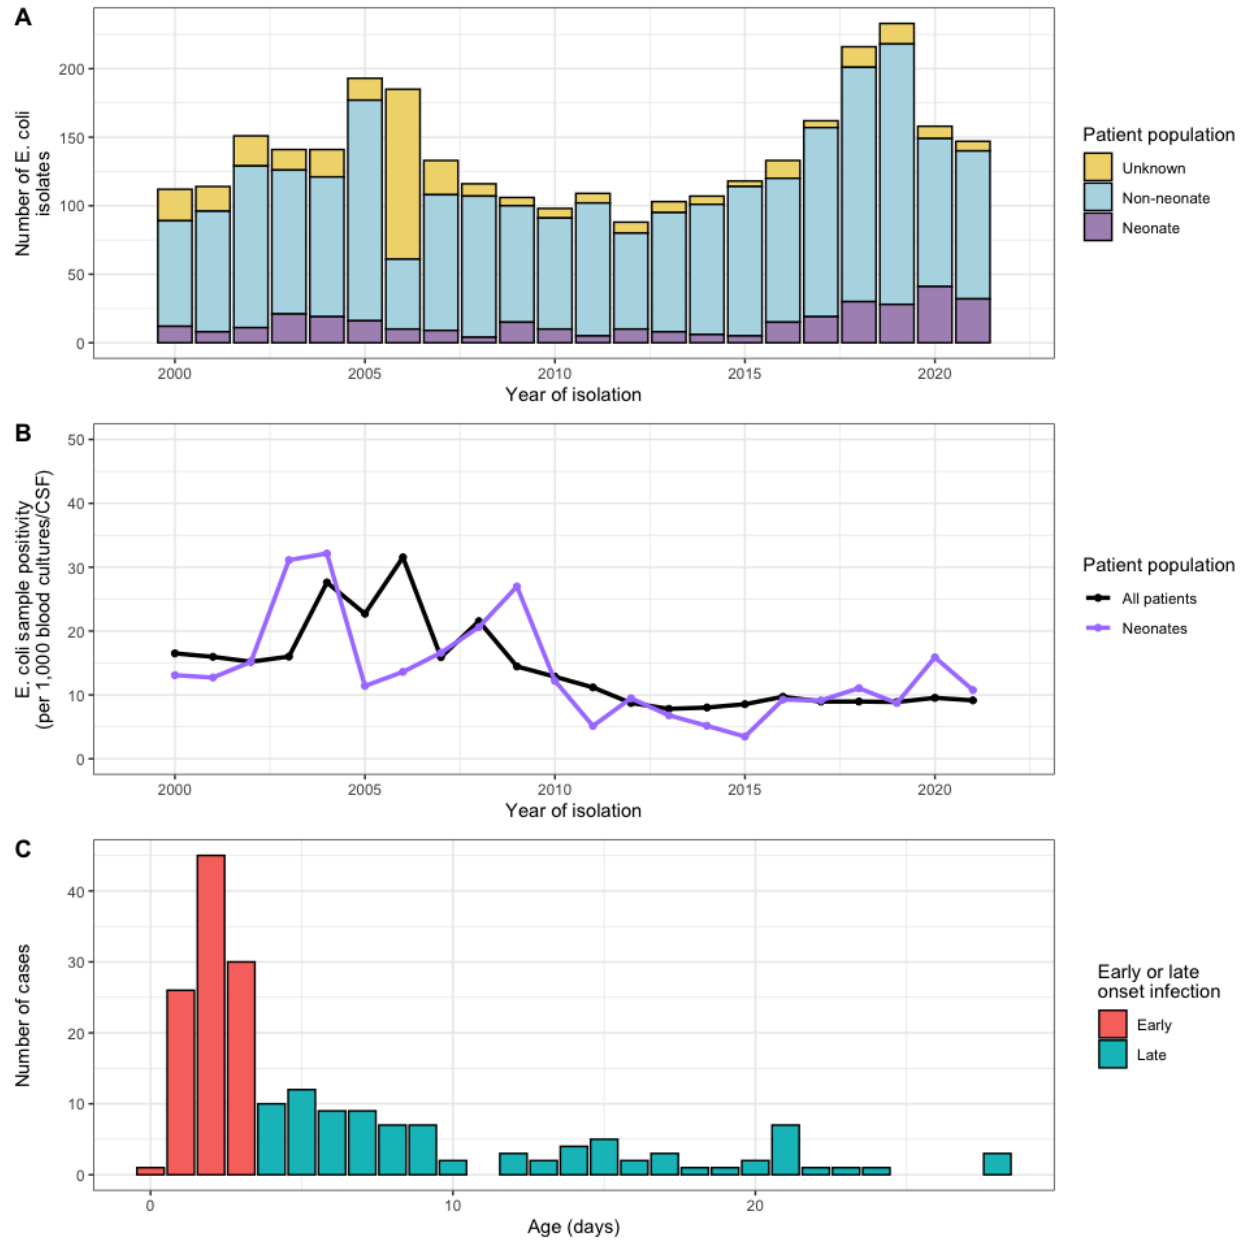 A
Number of E. coli
isolates
200
150
100
50
0
2000 2005 2010 2015 2020
Year of isolation
Patient population
Unknown
Non-neonate
Neonate
B
E. coli sample positivity
(per 1,000 blood cultures/CSF)
50
40
30
20
10
0
2000 2005 2010 2015 2020
Year of isolation
Patient population
All patients
Neonates
C
Number of cases
40
30
20
10
0
0 10 20
Age (days)
Early or late
onset infection
Early
Late